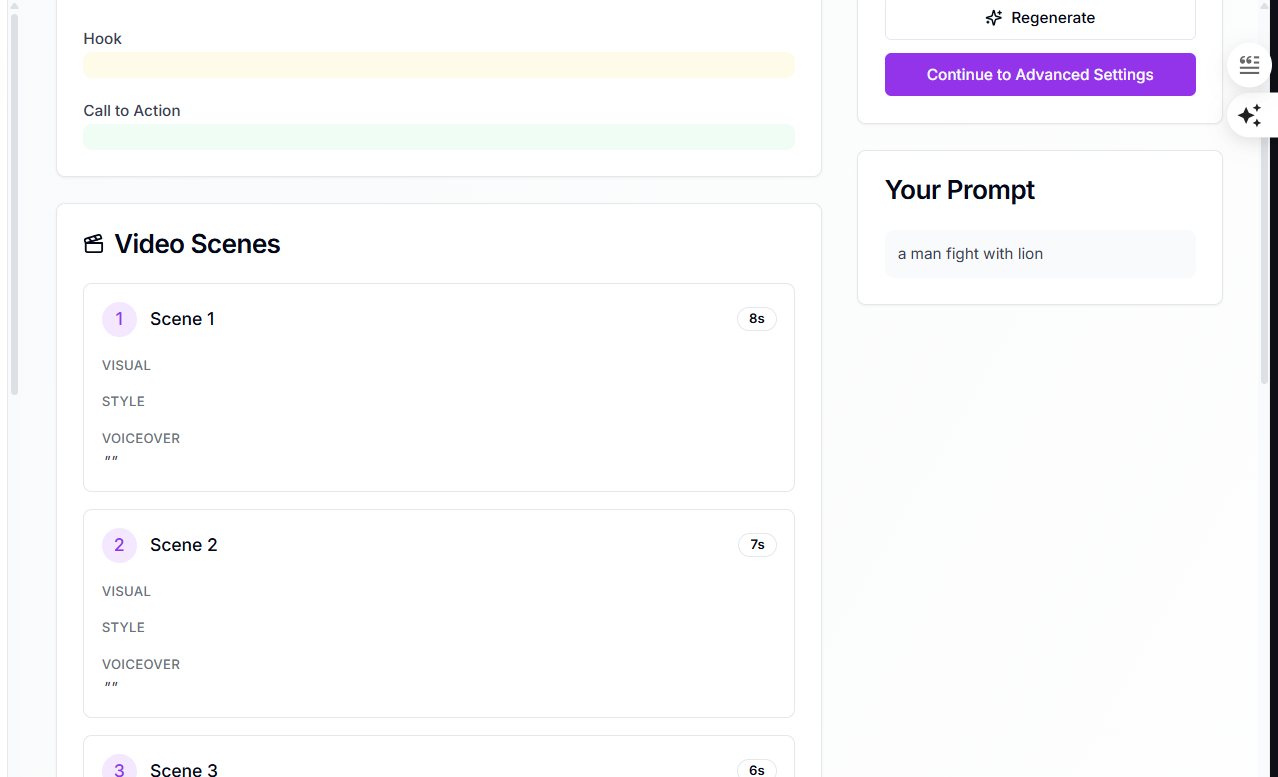 Hook
Call to Action
Video Scenes
1 Scene 1 8s
VISUAL
STYLE
VOICEOVER
""
2 Scene 2 7s
VISUAL
STYLE
VOICEOVER
""
3 Scene 3 6s
Regenerate
Continue to Advanced Settings
Your Prompt
a man fight with lion